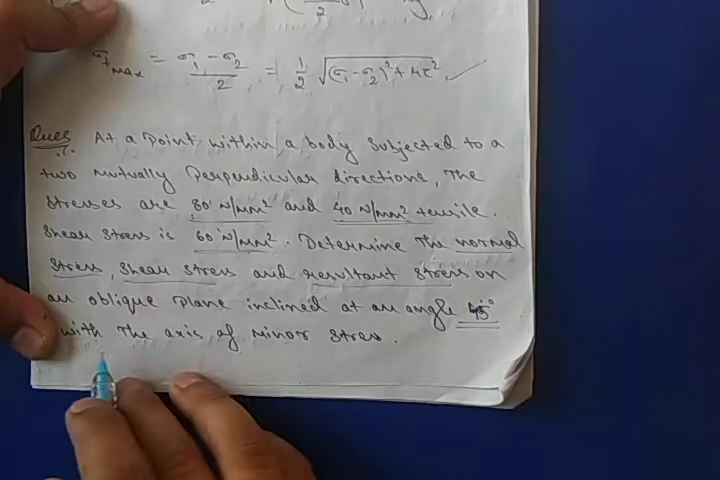 σt max = σ1 - σ2 / 2 = 1/2 √(σ1 - σ2)² + 4τ²
Ques :. At a point within a body subjected to a
two mutually perpendicular directions, The
stresses are 80 N/mm² and 40 N/mm² tensile.
Shear stress is 60 N/mm². Determine The normal
stress, shear stress and resultant stress on
an oblique plane inclined at an angle 45°
with The axis of minor stress.